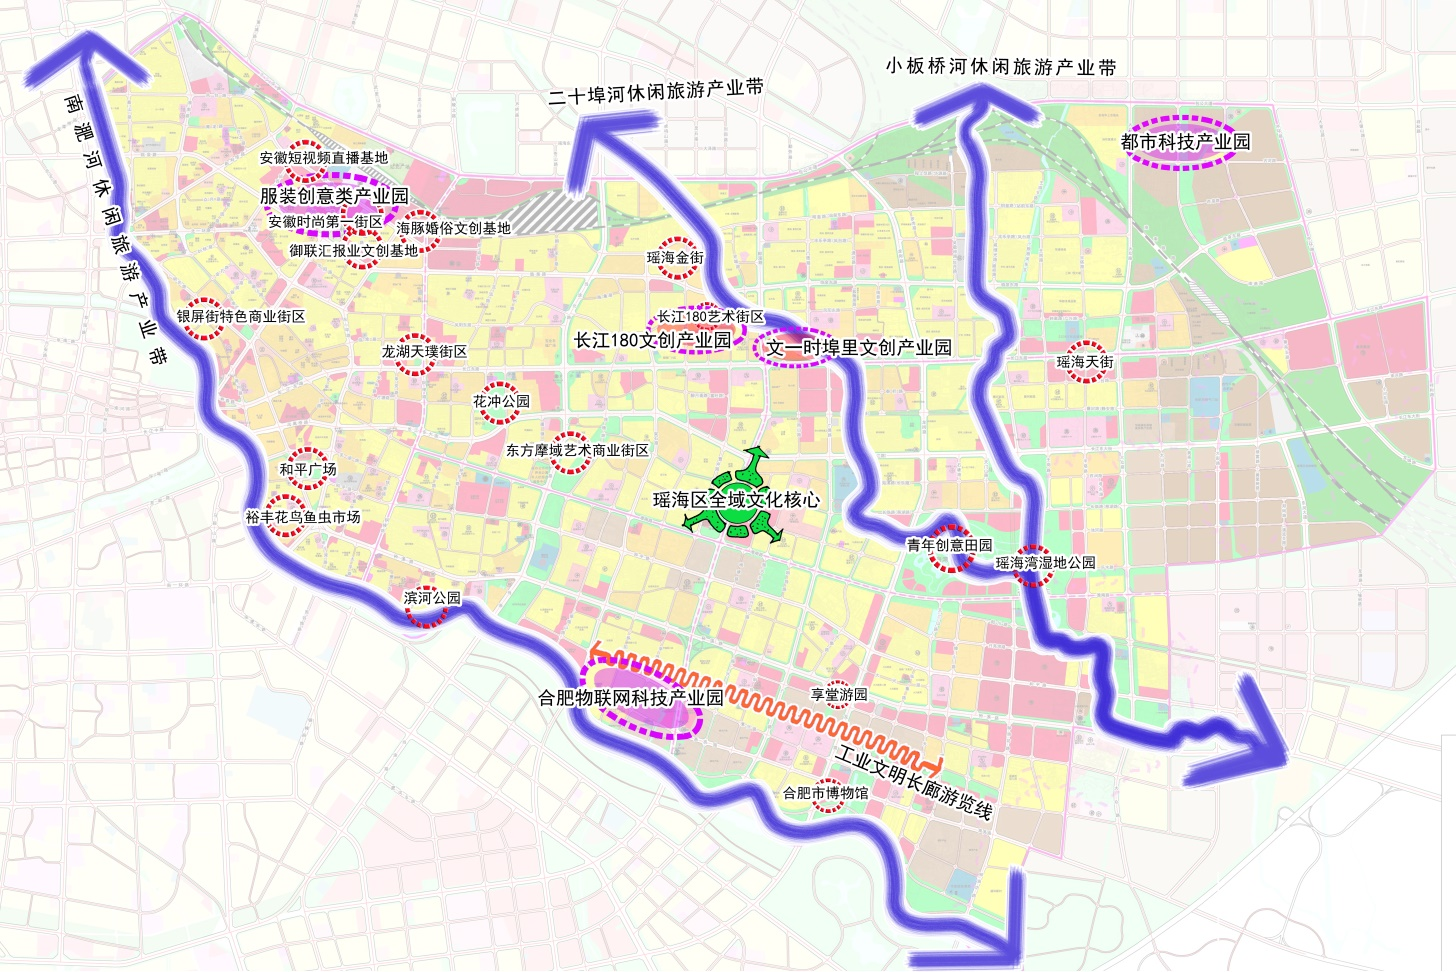 小板桥河休闲旅游产业带
二十埠河休闲旅游产业带
南淝河休闲旅游产业带
都市科技产业园
安徽短视频直播基地
服装创意类产业园
安徽时尚第一街区
海豚婚俗文创基地
御联汇报业文创基地
瑶海金街
银屏街特色商业街区
长江180艺术街区
长江180文创产业园
文一时埠里文创产业园
龙湖天璞街区
瑶海天街
花冲公园
东方摩域艺术商业街区
和平广场
瑶海区全域文化核心
裕丰花鸟鱼虫市场
青年创意田园
瑶海湾湿地公园
滨河公园
合肥物联网科技产业园
享堂游园
工业文明长廊游览线
合肥市博物馆